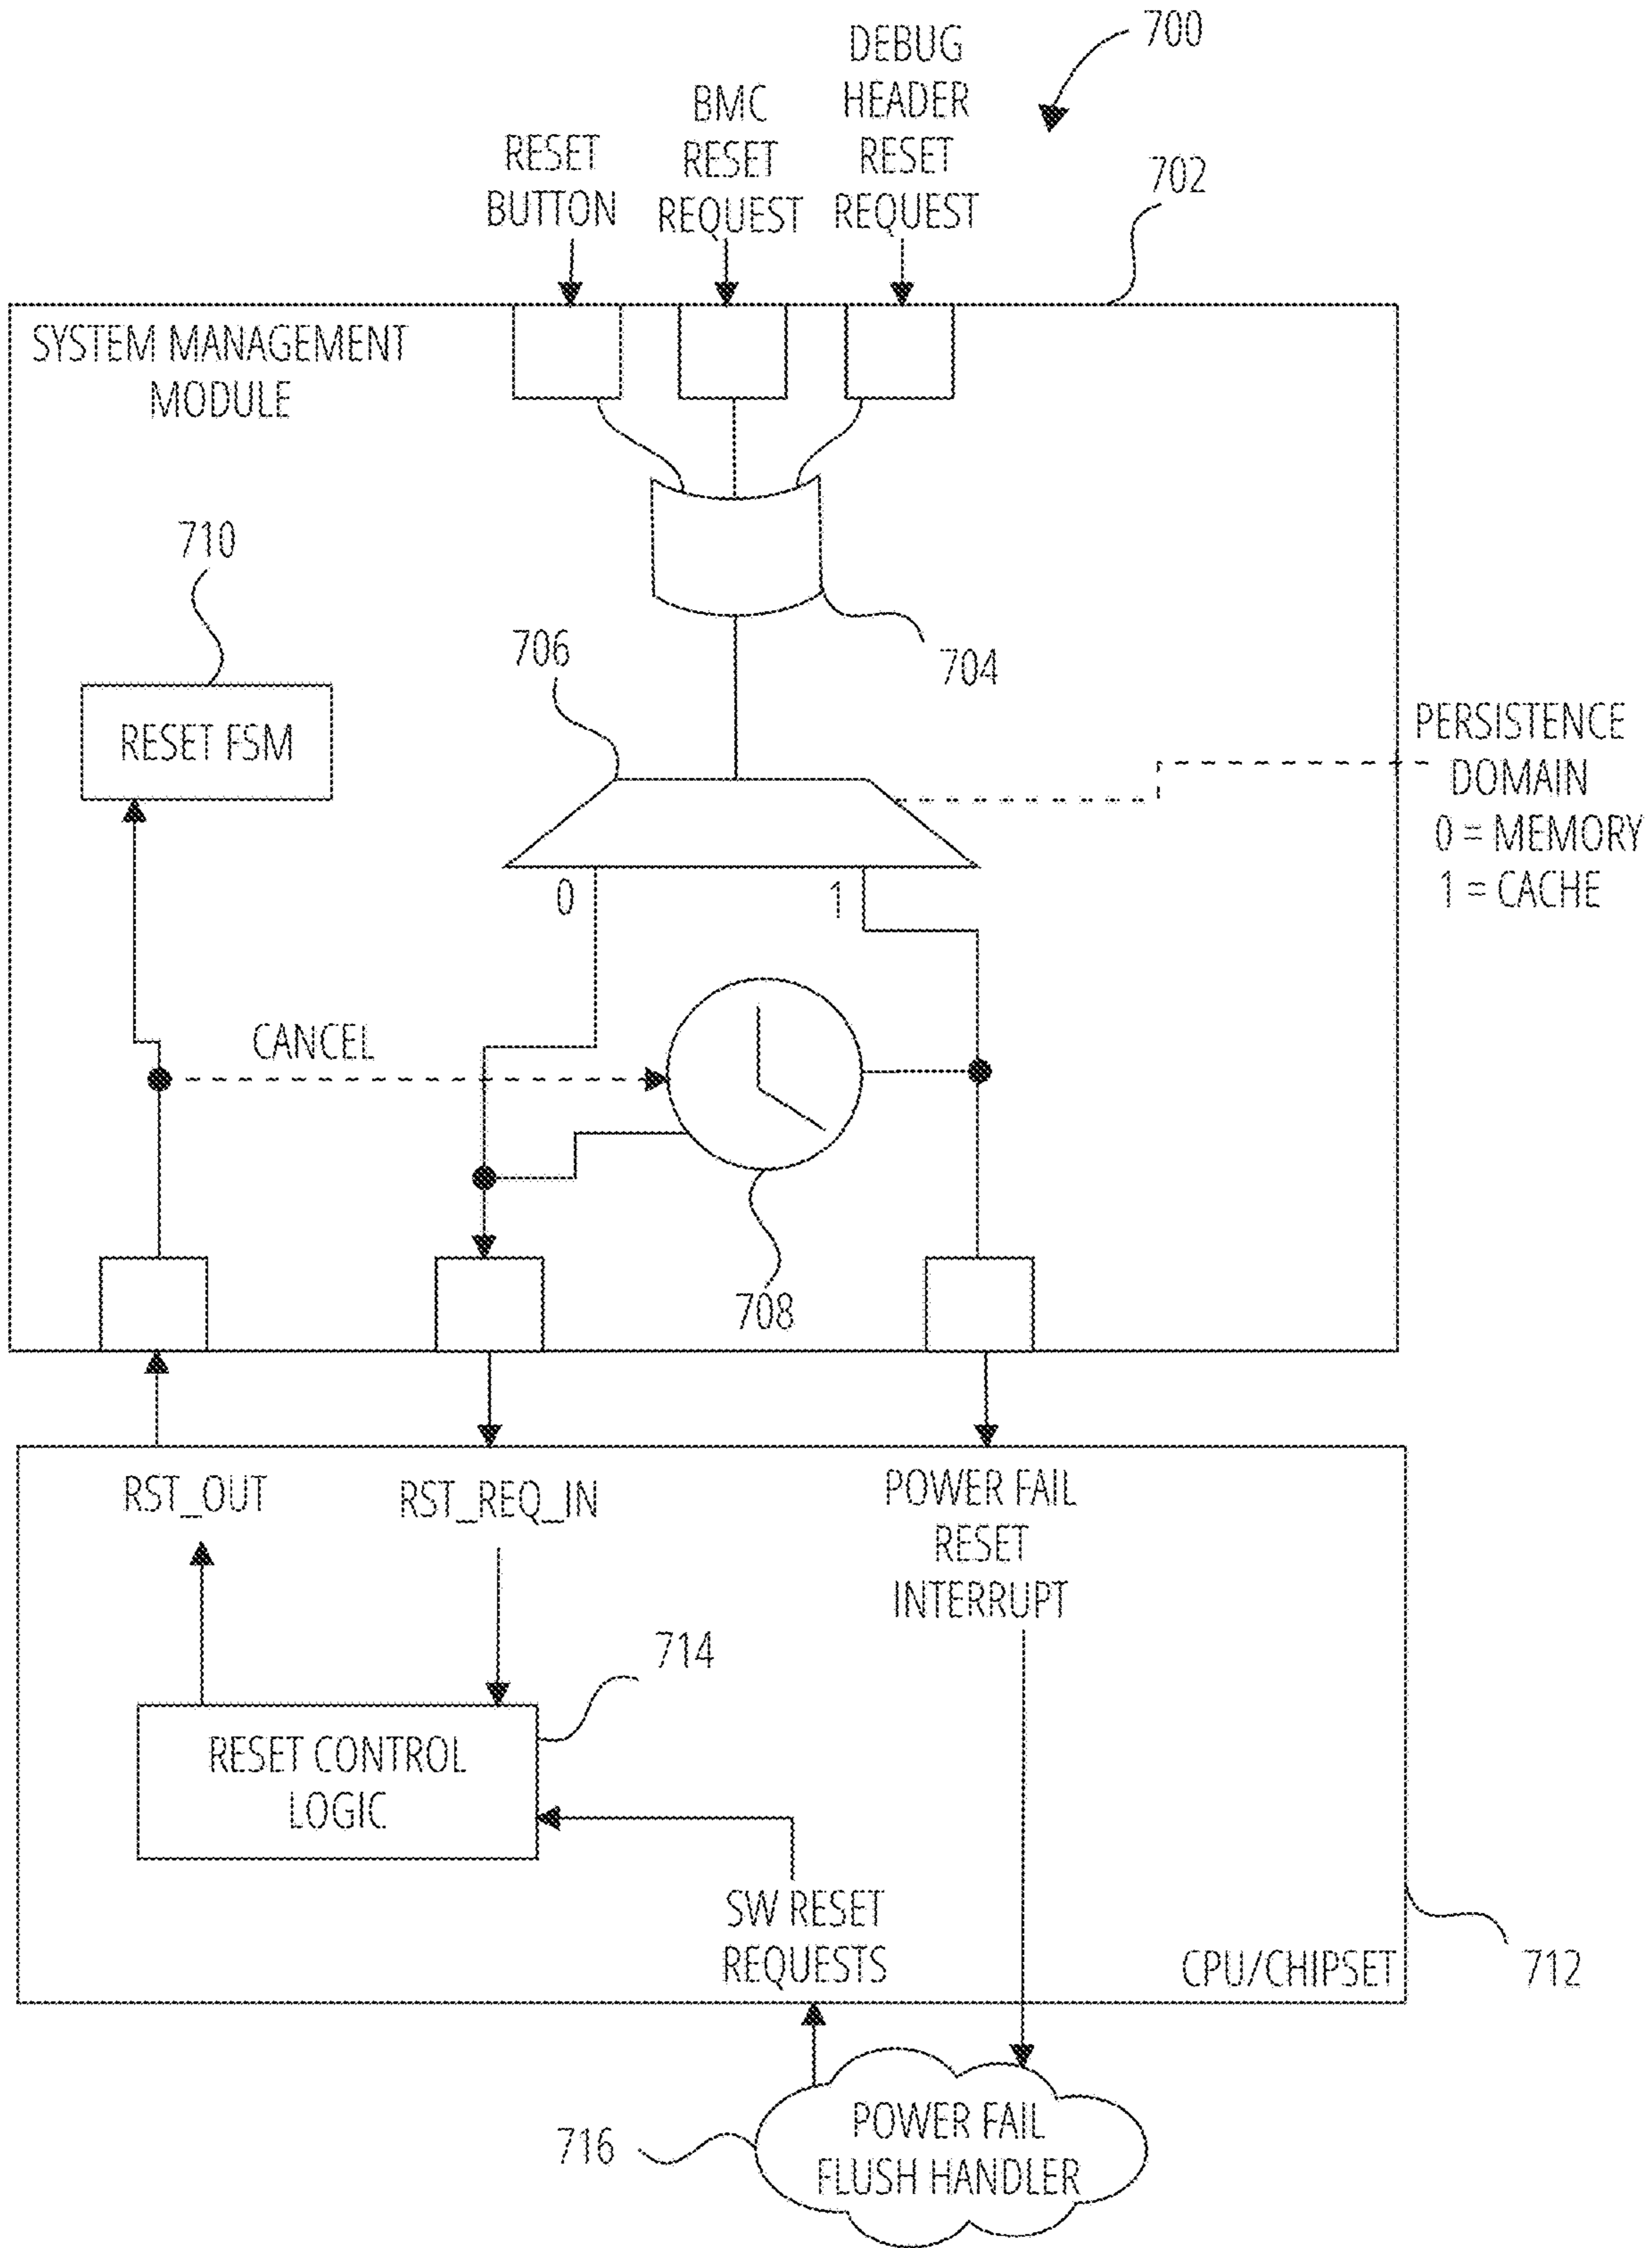 700
DEBUG
HEADER
RESET
REQUEST
BMC
RESET
REQUEST
RESET
BUTTON
702
SYSTEM MANAGEMENT
MODULE
710
706
704
RESET FSM
PERSISTENCE
DOMAIN
0 = MEMORY
1 = CACHE
0
1
CANCEL
708
RST_OUT
RST_REQ_IN
POWER FAIL
RESET
INTERRUPT
714
RESET CONTROL
LOGIC
SW RESET
REQUESTS
CPU/CHIPSET
712
716
POWER FAIL
FLUSH HANDLER